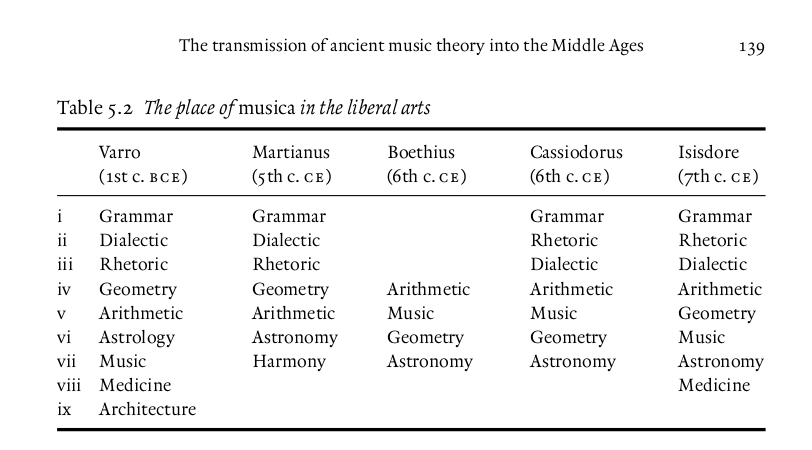 The transmission of ancient music theory into the Middle Ages 139
Table 5.2 The place of musica in the liberal arts
Varro Martianus Boethius Cassiodorus Isisdore
(1st c. BCE) (5th c. CE) (6th c. CE) (6th c. CE) (7th c. CE)
i Grammar Grammar Grammar Grammar
ii Dialectic Dialectic Rhetoric Rhetoric
iii Rhetoric Rhetoric Dialectic Dialectic
iv Geometry Geometry Arithmetic Arithmetic Arithmetic
v Arithmetic Arithmetic Music Music Geometry
vi Astrology Astronomy Geometry Geometry Music
vii Music Harmony Astronomy Astronomy Astronomy
viii Medicine Medicine
ix Architecture